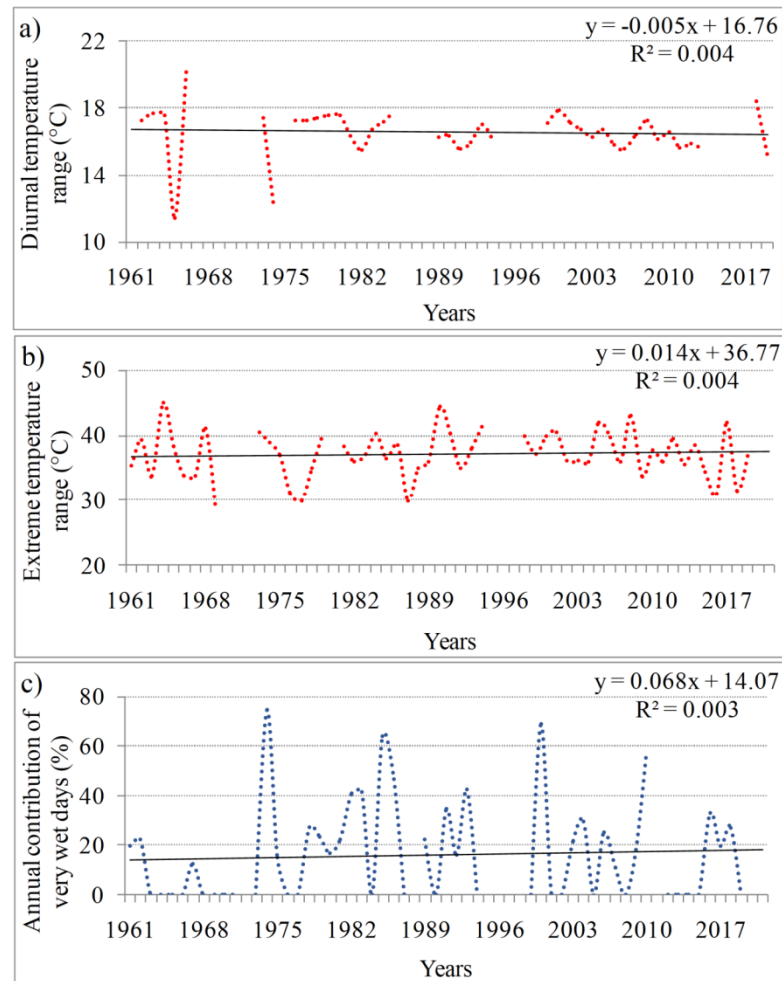 a)
y = -0.005x + 16.76
R² = 0.004
22
18
14
10
Diurnal temperature
range (°C)
1961 1968 1975 1982 1989 1996 2003 2010 2017
Years
b)
y = 0.014x + 36.77
R² = 0.004
50
40
30
20
Extreme temperature
range (°C)
1961 1968 1975 1982 1989 1996 2003 2010 2017
Years
c)
y = 0.068x + 14.07
R² = 0.003
80
60
40
20
0
Annual contribution of
very wet days (%)
1961 1968 1975 1982 1989 1996 2003 2010 2017
Years